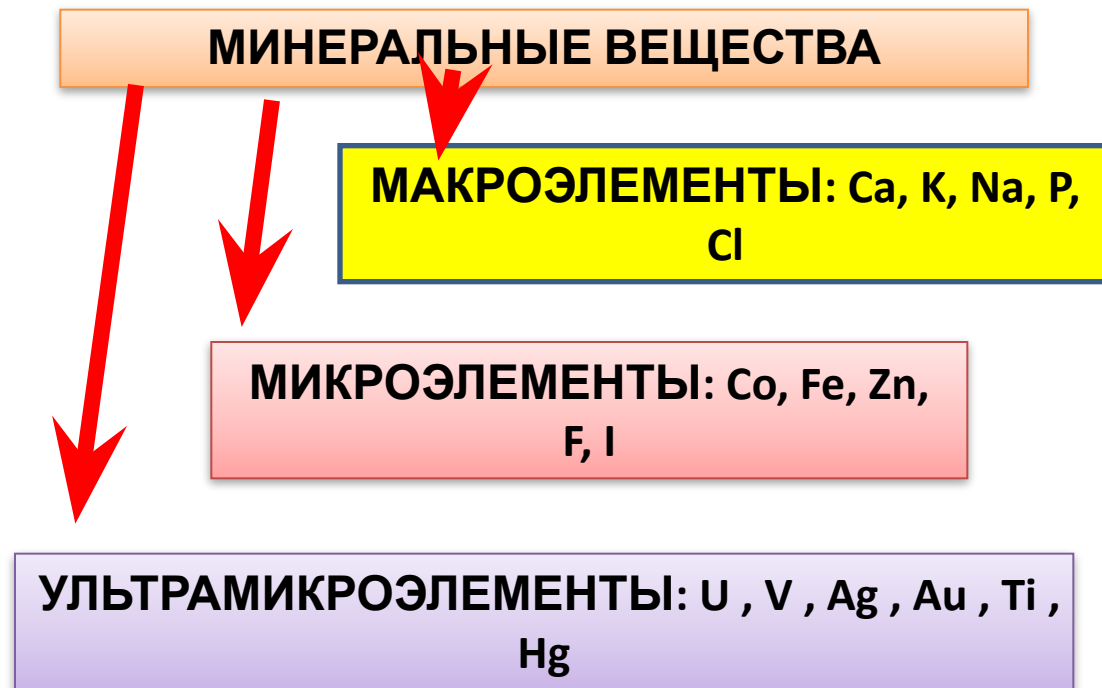 МИНЕРАЛЬНЫЕ ВЕЩЕСТВА
МАКРОЭЛЕМЕНТЫ: Ca, K, Na, P,
Cl
МИКРОЭЛЕМЕНТЫ: Co, Fe, Zn,
F, I
УЛЬТРАМИКРОЭЛЕМЕНТЫ: U , V , Ag , Au , Ti ,
Hg